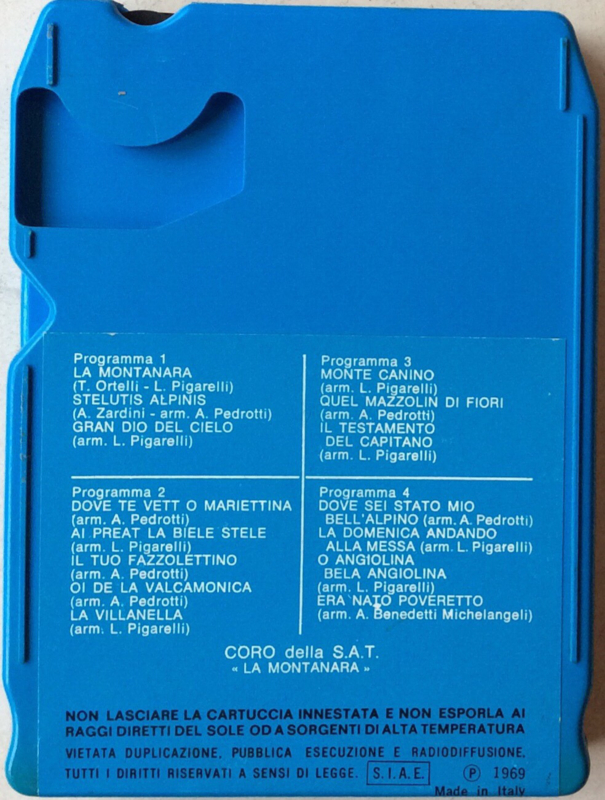 Programma 1
LA MONTANARA
(T. Ortelli - L. Pigarelli)
STELUTIS ALPINIS
(A. Zardini - arm. A. Pedrotti)
GRAN DIO DEL CIELO
(arm. L. Pigarelli)
Programma 3
MONTE CANINO
(arm. L. Pigarelli)
QUEL MAZZOLIN DI FIORI
(arm. A. Pedrotti)
IL TESTAMENTO
DEL CAPITANO
(arm. L. Pigarelli)
Programma 2
DOVE TE VETT O MARIETTINA
(arm. A. Pedrotti)
AI PREAT LA BIELE STELE
(arm. L. Pigarelli)
IL TUO FAZZOLETTINO
(arm. A. Pedrotti)
OI DE LA VALCAMONICA
(arm. A. Pedrotti)
LA VILLANELLA
(arm. L. Pigarelli)
Programma 4
DOVE SEI STATO MIO
BELL'ALPINO (arm. A. Pedrotti)
LA DOMENICA ANDANDO
ALLA MESSA (arm. L. Pigarelli)
O ANGIOLINA
BELA ANGIOLINA
(arm. L. Pigarelli)
ERA NATO POVERETTO
(arm. A. Benedetti Michelangeli)
CORO della S.A.T.
« LA MONTANARA »
NON LASCIARE LA CARTUCCIA INNESTATA E NON ESPORLA AI
RAGGI DIRETTI DEL SOLE OD A SORGENTI DI ALTA TEMPERATURA
VIETATA DUPLICAZIONE, PUBBLICA ESECUZIONE E RADIODIFFUSIONE.
TUTTI I DIRITTI RISERVATI A SENSI DI LEGGE. S.I.A.E. Ⓟ 1969
Made in Italy